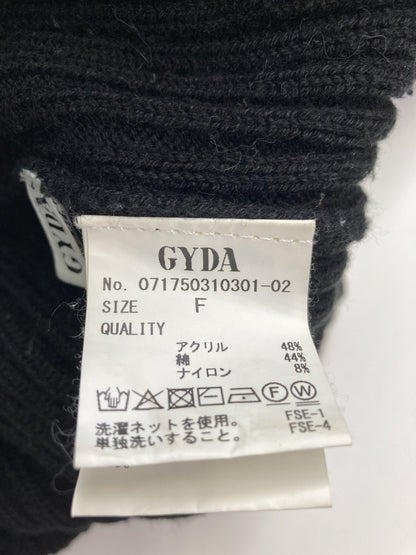 GYDA
GYDA
No. 071750310301-02
SIZE F
QUALITY
アクリル 48%
綿 44%
ナイロン 8%
F W
洗濯ネットを使用。 FSE-1
単独洗いすること。 FSE-4